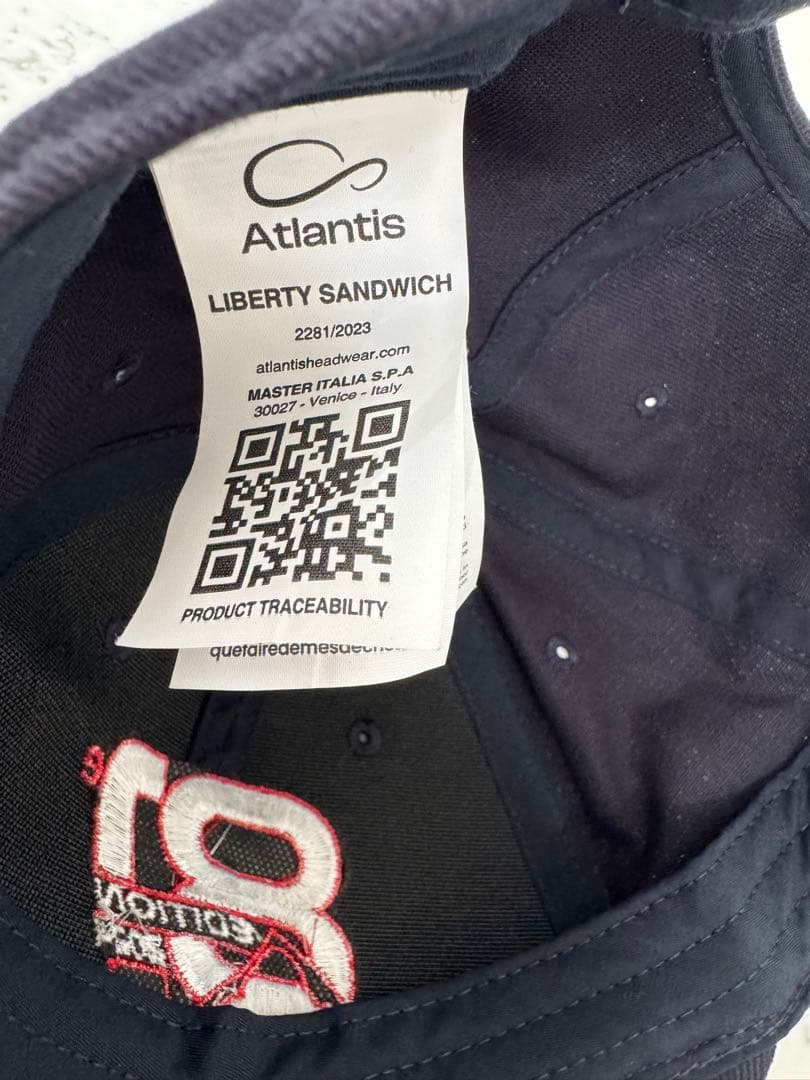 Atlantis
LIBERTY SANDWICH
2281/2023
atlantisheadwear.com
MASTER ITALIA S.P.A
30027 - Venice - Italy
PRODUCT TRACEABILITY
EDITION